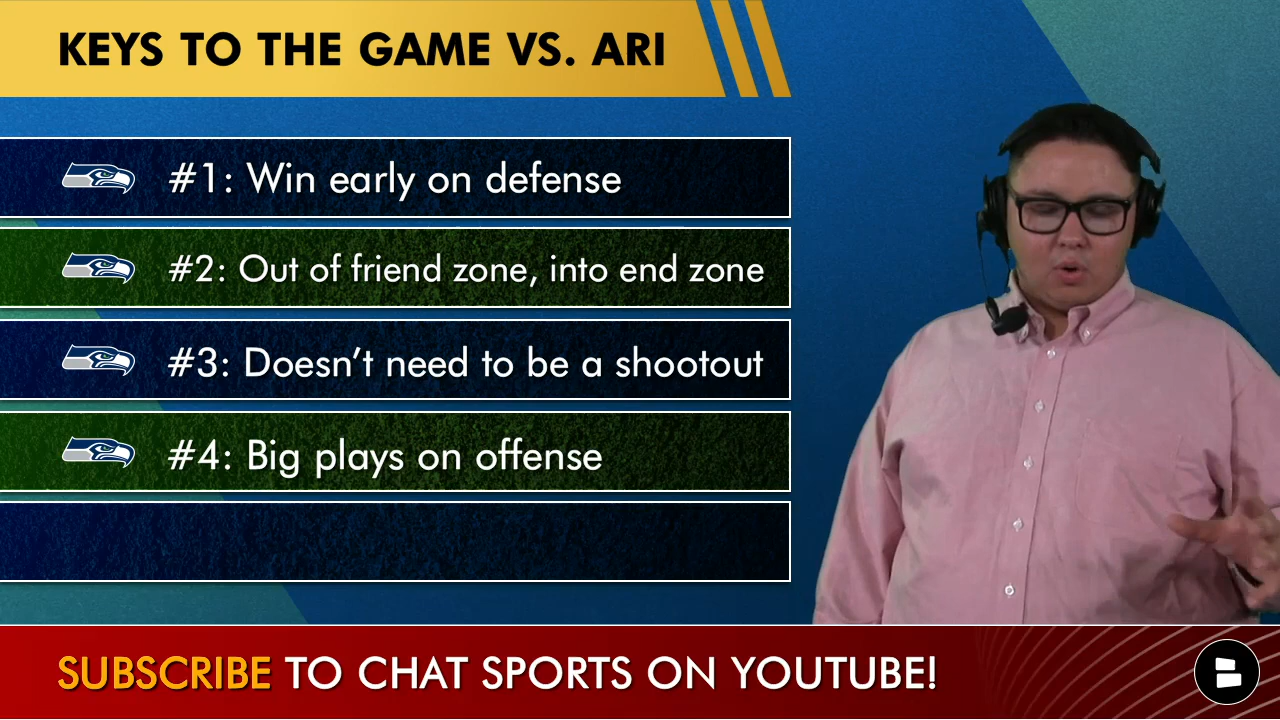 KEYS TO THE GAME VS. ARI
#1: Win early on defense
#2: Out of friend zone, into end zone
#3: Doesn't need to be a shootout
#4: Big plays on offense
SUBSCRIBE TO CHAT SPORTS ON YOUTUBE!